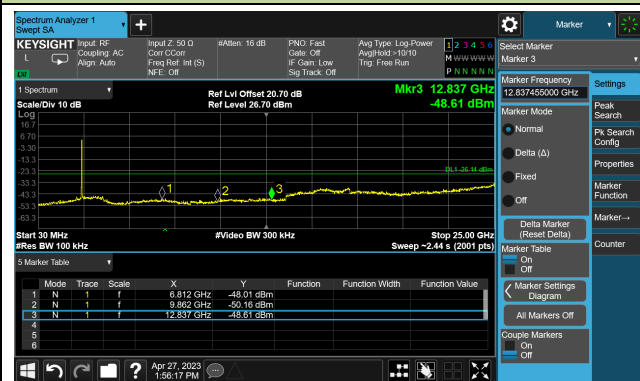 Spectrum Analyzer 1
Swept SA
Marker
KEYSIGHT
L
LXI
Input: RF
Coupling: AC
Align: Auto
Input Z: 50 Ω
Corr CCorr
Freq Ref: Int (S)
NFE: Off
#Atten: 16 dB
PNO: Fast
Gate: Off
IF Gain: Low
Sig Track: Off
Avg Type: Log-Power
Avg|Hold:>10/10
Trig: Free Run
1 2 3 4 5 6
M W W W W W
P N N N N N
Select Marker
Marker 3
1 Spectrum
Scale/Div 10 dB
Log
Ref Lvl Offset 20.70 dB
Ref Level 26.70 dBm
Mkr3 12.837 GHz
-48.61 dBm
16.7
6.70
-3.30
-13.3
-23.3
-33.3
-43.3
-53.3
-63.3
DL1 -26.14 dBm
1
2
3
Start 30 MHz
#Res BW 100 kHz
#Video BW 300 kHz
Stop 25.00 GHz
Sweep ~2.44 s (2001 pts)
5 Marker Table
Mode Trace Scale X Y Function Function Width Function Value
1 N 1 f 6.812 GHz -48.01 dBm
2 N 1 f 9.862 GHz -50.16 dBm
3 N 1 f 12.837 GHz -48.61 dBm
4
5
6
Marker Frequency
12.837455000 GHz
Marker Mode
Normal
Delta (Δ)
Fixed
Off
Delta Marker
(Reset Delta)
Marker Table
On
Off
Marker Settings
Diagram
All Markers Off
Couple Markers
On
Off
Settings
Peak
Search
Pk Search
Config
Properties
Marker
Function
Marker→
Counter
?
Apr 27, 2023
1:56:17 PM